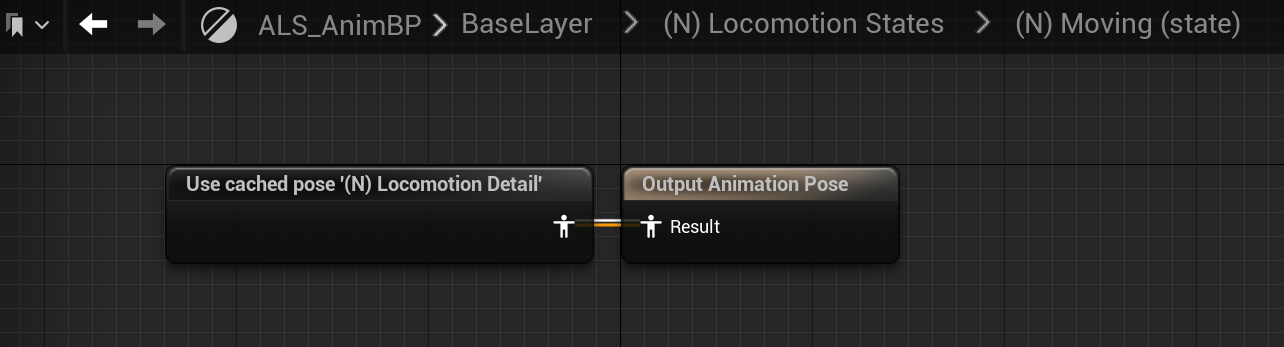 ALS_AnimBP > BaseLayer > (N) Locomotion States > (N) Moving (state)
Use cached pose '(N) Locomotion Detail'
Output Animation Pose
Result